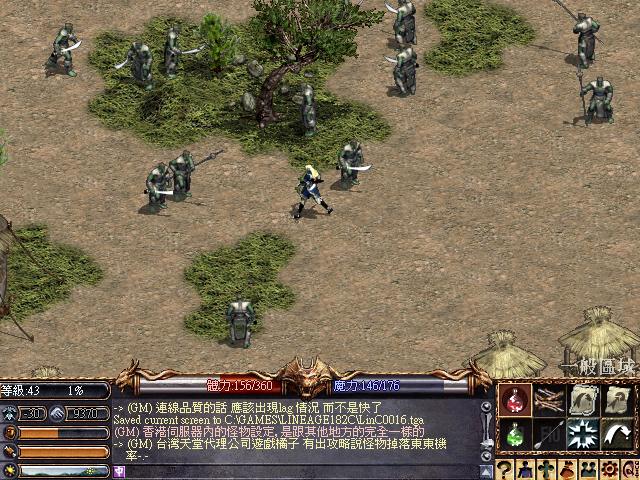 一般區域
等級:43 1%
體力:156/360
魔力:146/176
-30
9370
-> (GM) 連線品質的話 應該出現lag 情況 而不是快了
Saved current screen to C:\GAMES\LINEAGE182C\LinC0016.tga
(GM) 香港伺服器內的怪物設定, 是跟其他地方的完全一樣的
-> (GM) 台灣天堂代理公司遊戲橘子 有出攻略說怪物掉落東東機
率-.-
中